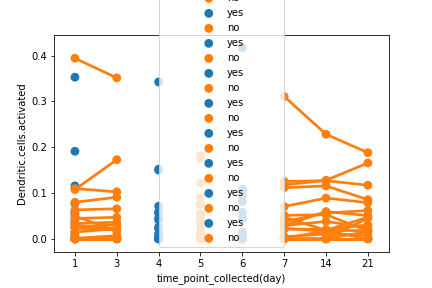 no
yes
no
yes
no
yes
no
yes
no
yes
no
yes
no
yes
no
yes
no
0.4
0.3
0.2
0.1
0.0
Dendritic.cells.activated
1 3 4 5 6 7 14 21
time_point_collected(day)